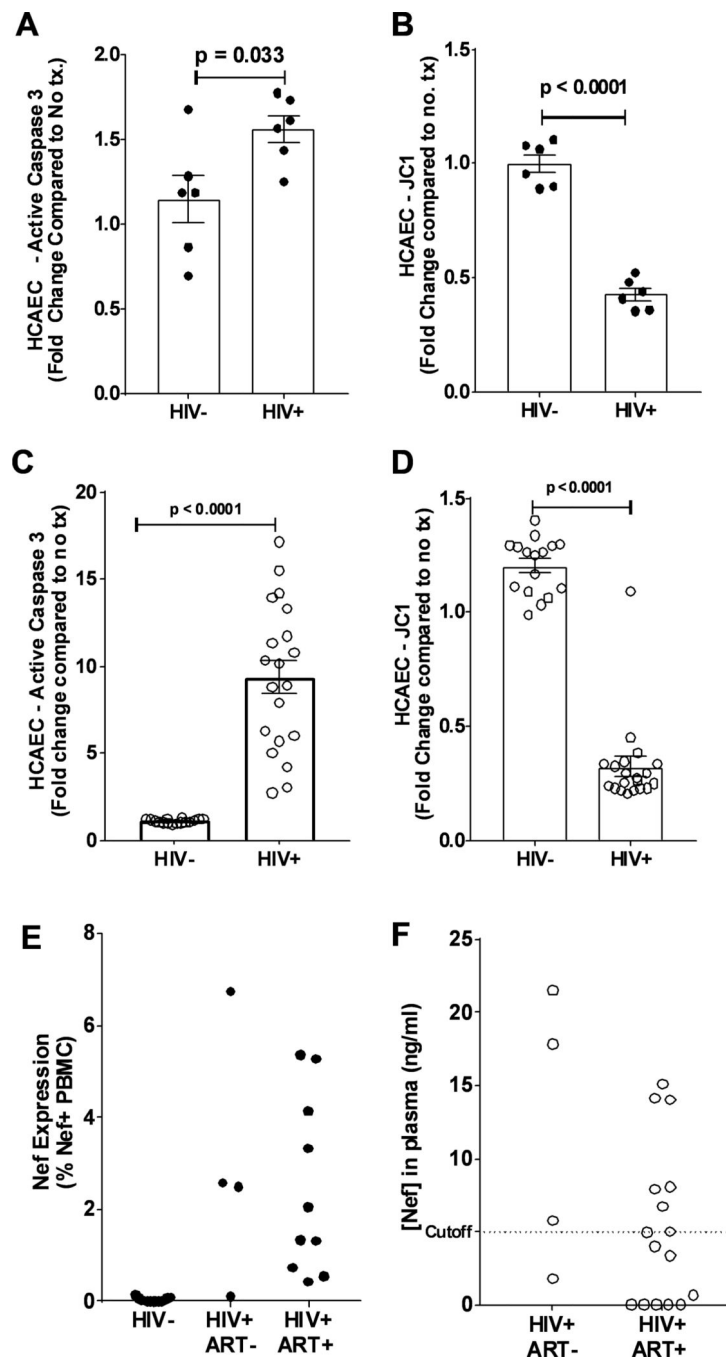 A
HCAEC - Active Caspase 3
(Fold Change Compared to No tx.)
2.0
1.5
1.0
0.5
0.0
p = 0.033
HIV-
HIV+
B
HCAEC - JC1
(Fold Change compared to no. tx)
1.5
1.0
0.5
0.0
p < 0.0001
HIV-
HIV+
C
HCAEC - Active Caspase 3
(Fold change compared to no tx)
20
15
10
5
0
p < 0.0001
HIV-
HIV+
D
HCAEC - JC1
(Fold Change compared to no tx)
1.5
1.0
0.5
0.0
p < 0.0001
HIV-
HIV+
E
Nef Expression
(% Nef+ PBMC)
8
6
4
2
0
HIV-
HIV+
ART-
HIV+
ART+
F
[Nef] in plasma (ng/ml)
25
20
15
10
Cutoff
5
0
HIV+
ART-
HIV+
ART+